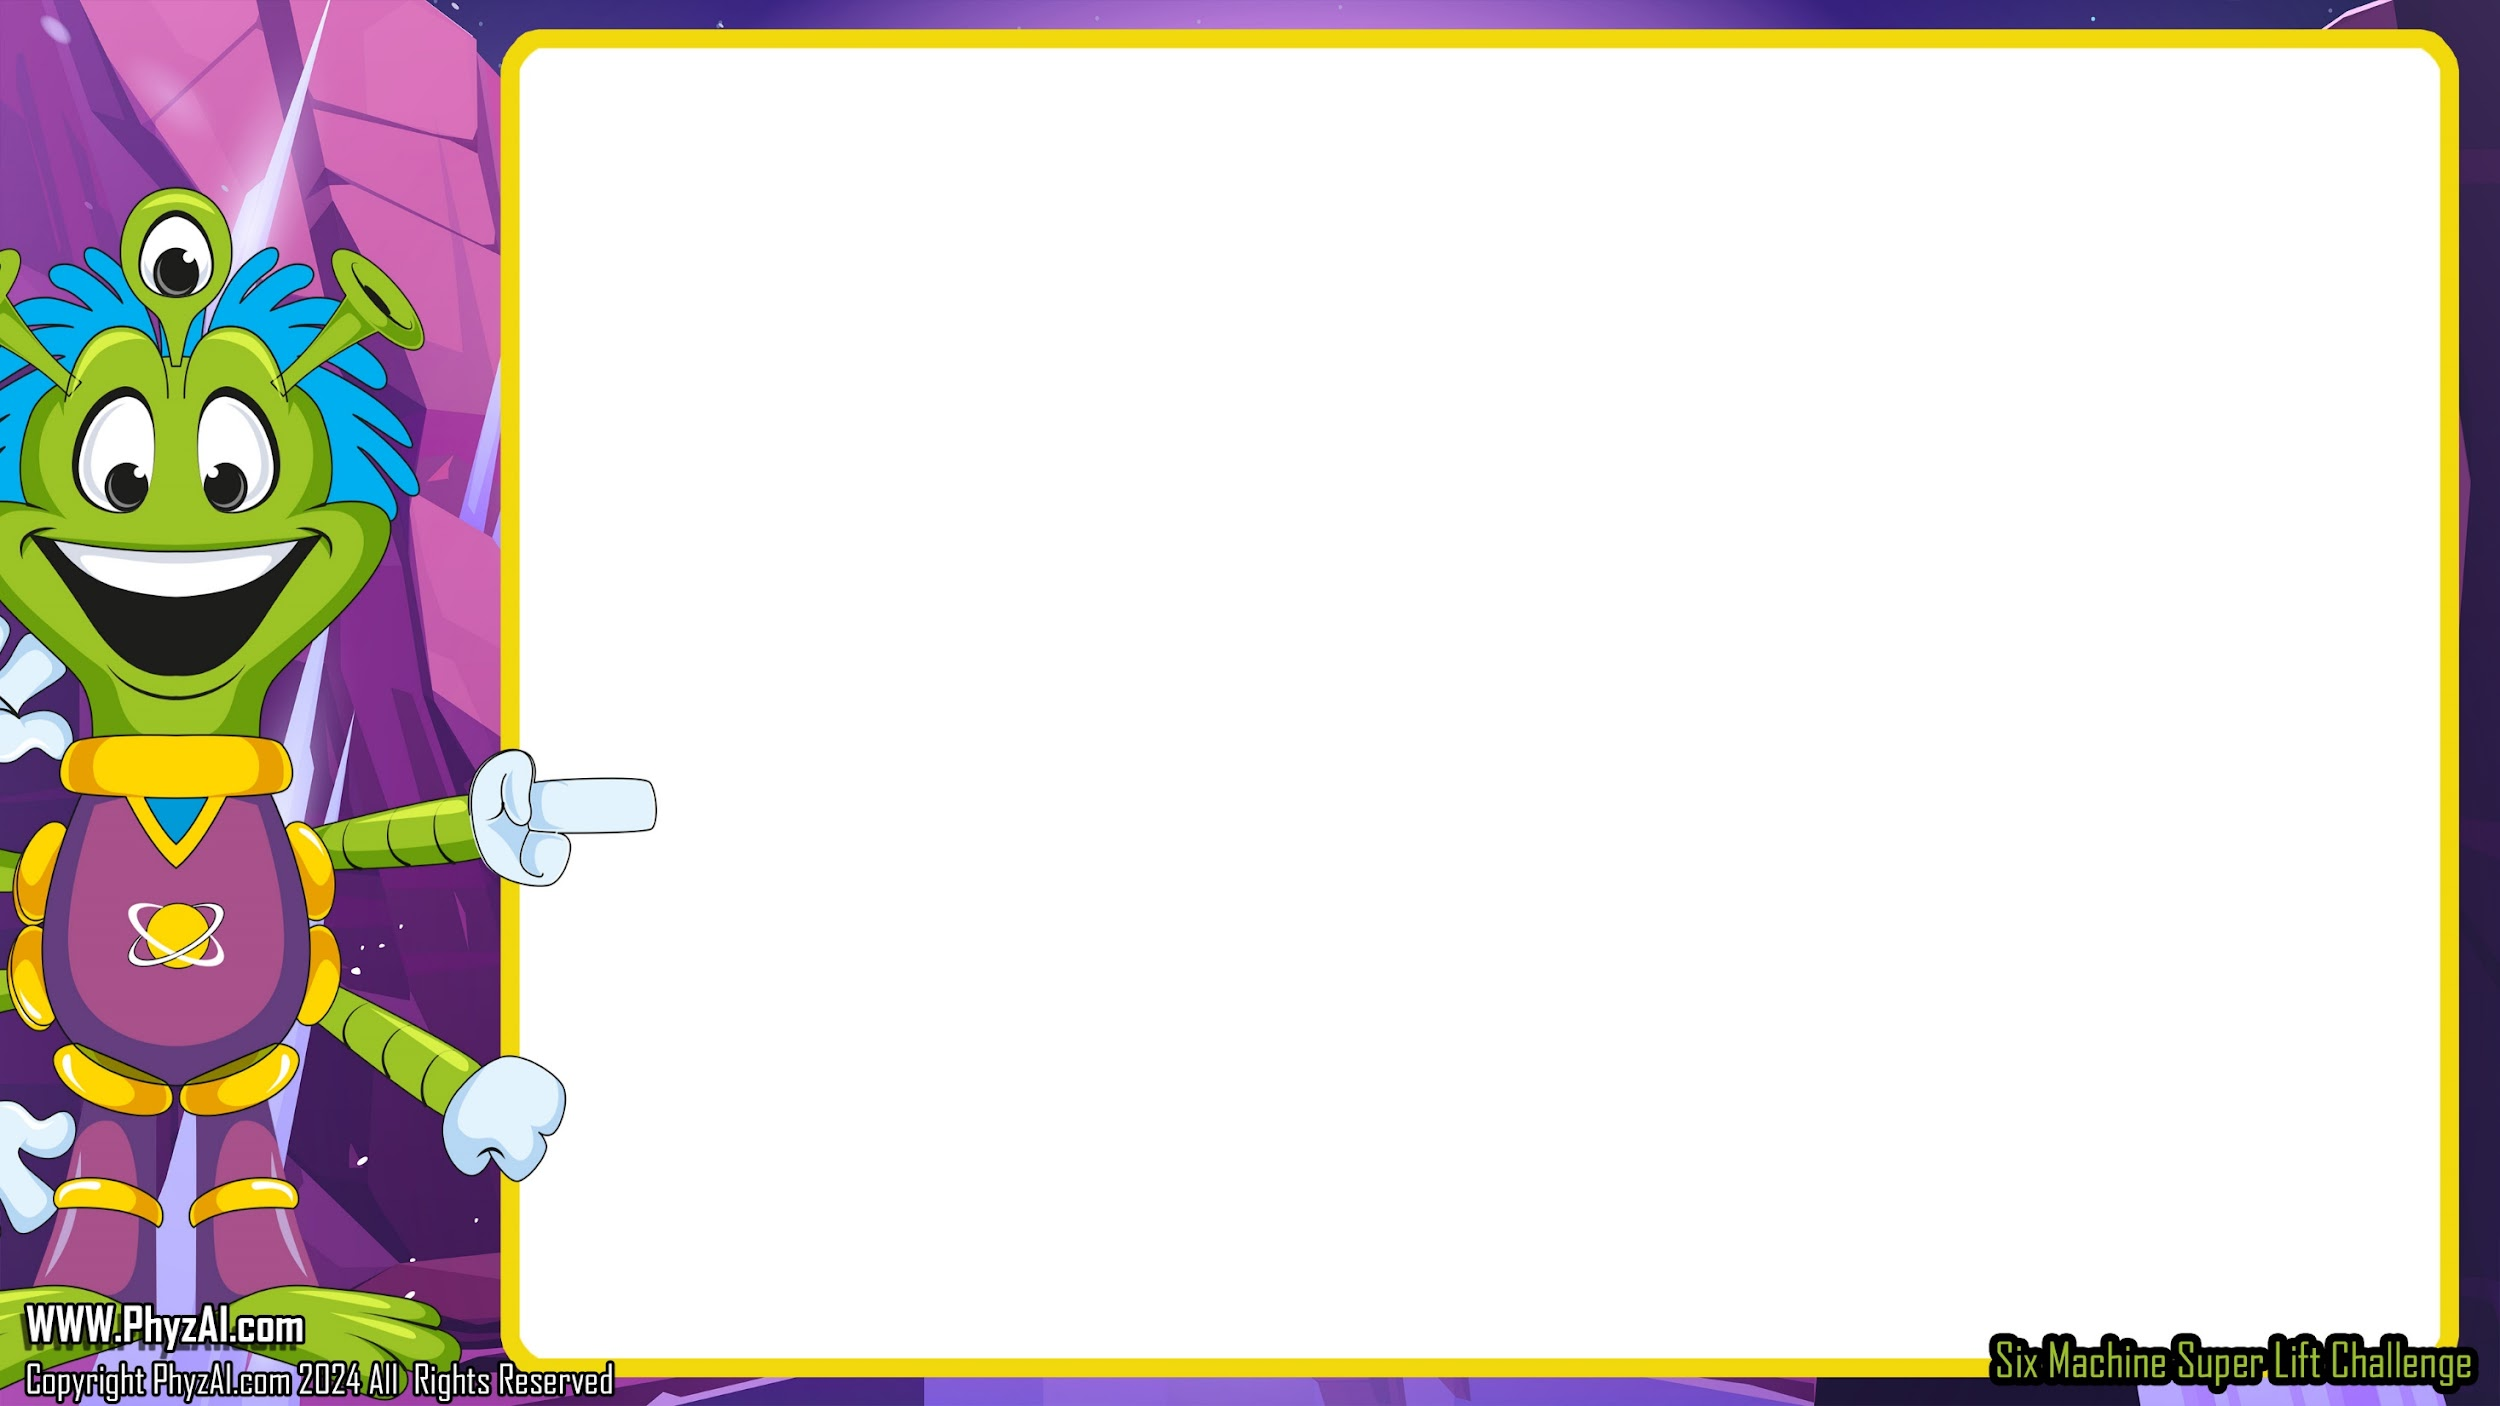 WWW.PhyzAI.com
Copyright PhyzAI.com 2024 All Rights Reserved
Six Machine Super Lift Challenge